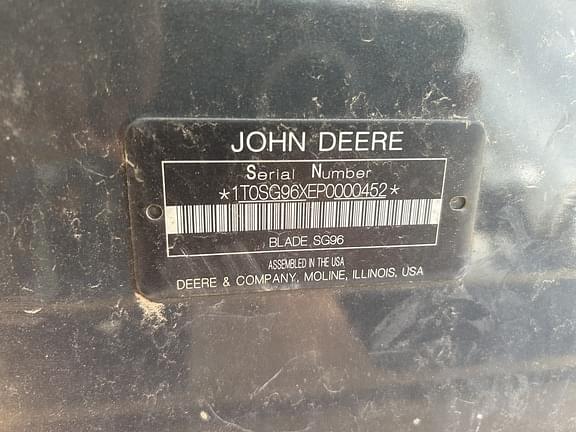 JOHN DEERE
Serial Number
*1T0SG96XEP0000452*
BLADE, SG96
ASSEMBLED IN THE USA
DEERE & COMPANY, MOLINE, ILLINOIS, USA